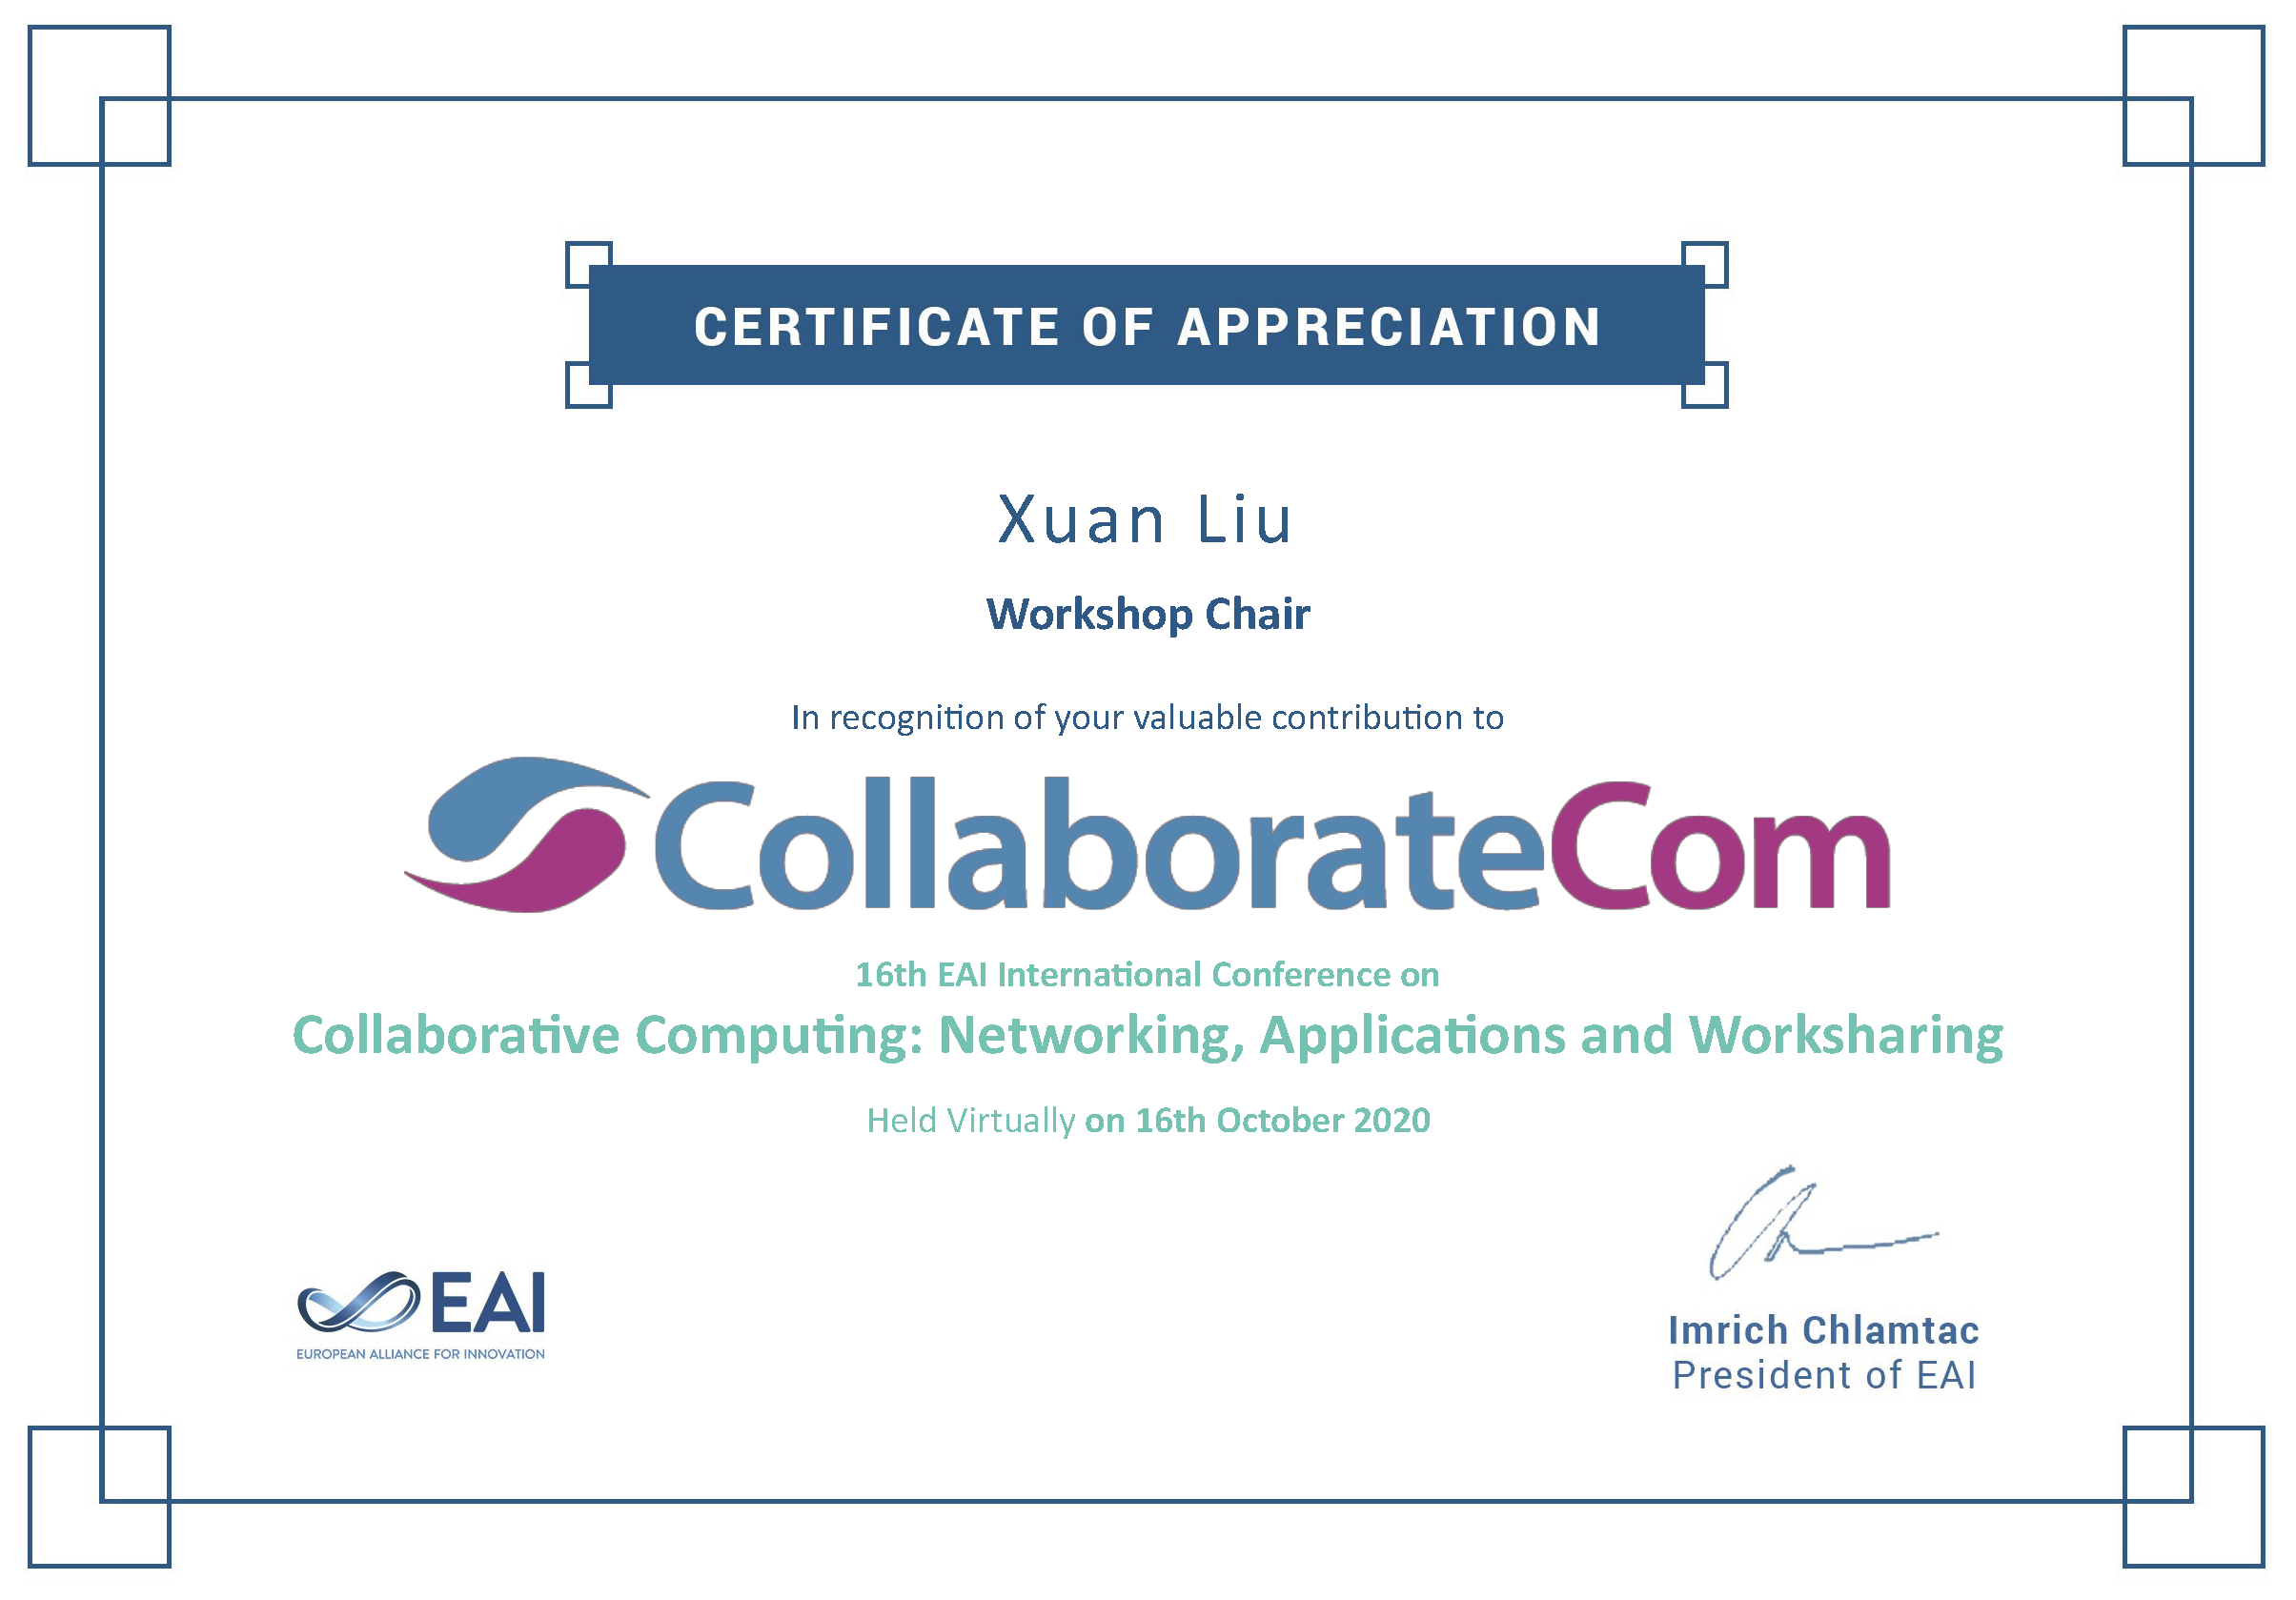 CERTIFICATE OF APPRECIATION
Xuan Liu
Workshop Chair
In recognition of your valuable contribution to
CollaborateCom
16th EAI International Conference on
Collaborative Computing: Networking, Applications and Worksharing
Held Virtually on 16th October 2020
EAI
EUROPEAN ALLIANCE FOR INNOVATION
Imrich Chlamtac
President of EAI